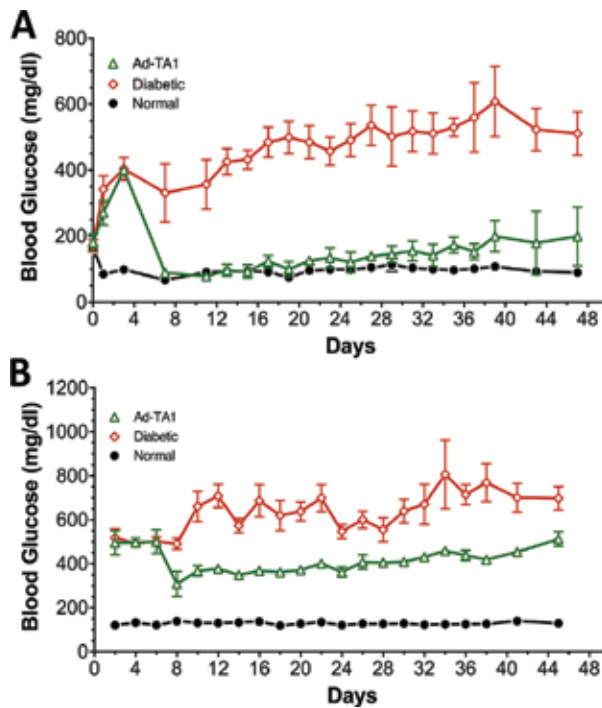 A
Blood Glucose (mg/dl)
800
600
400
200
0
Ad-TA1
Diabetic
Normal
0 4 8 12 16 20 24 28 32 36 40 44 48
Days
B
Blood Glucose (mg/dl)
1200
1000
800
600
400
200
0
Ad-TA1
Diabetic
Normal
0 4 8 12 16 20 24 28 32 36 40 44 48
Days